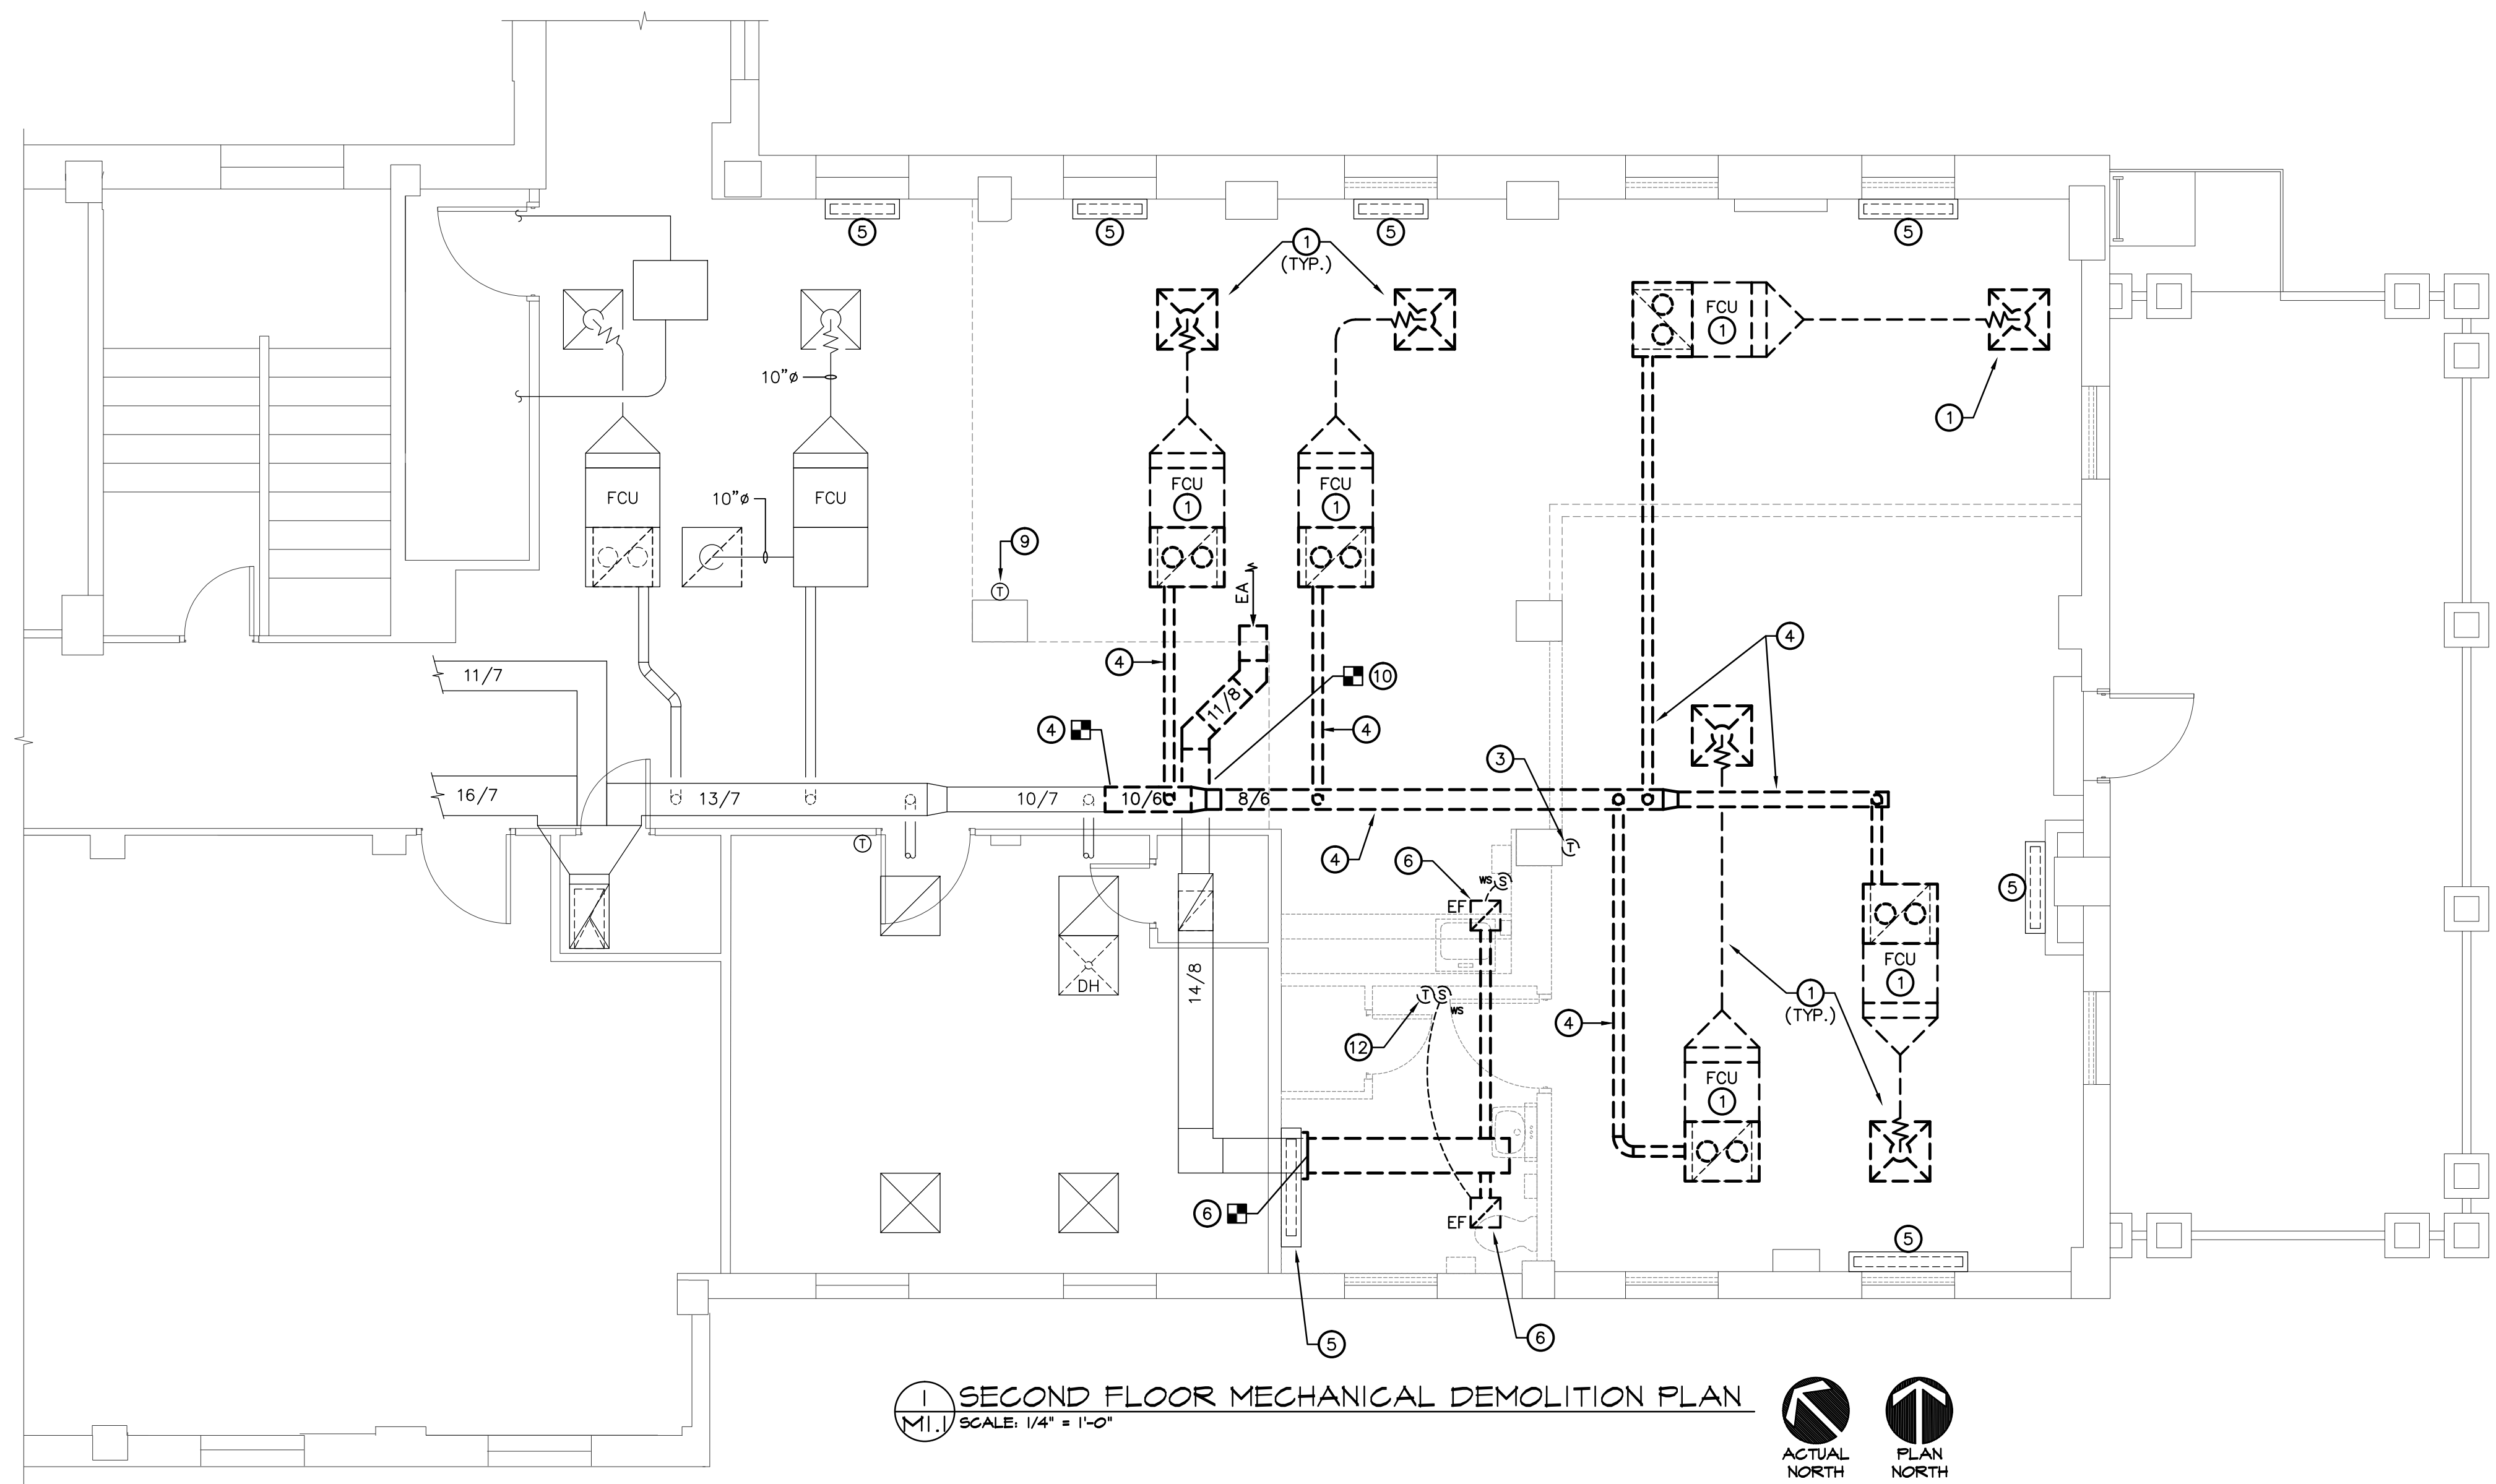 5
5
5
5
1
(TYP.)
10"ø
FCU
1
1
FCU
FCU
10"ø
FCU
1
FCU
1
9
T
EA
4
4
11/7
10
11/8
4
4
3
16/7
13/7
10/7
10/6
8/6
T
T
4
6
WS
S
EF
5
FCU
1
14/8
DH
T
S
WS
1
(TYP.)
4
12
FCU
1
6
EF
5
6
5
1
M1.1
SECOND FLOOR MECHANICAL DEMOLITION PLAN
SCALE: 1/4" = 1'-0"
ACTUAL
NORTH
PLAN
NORTH